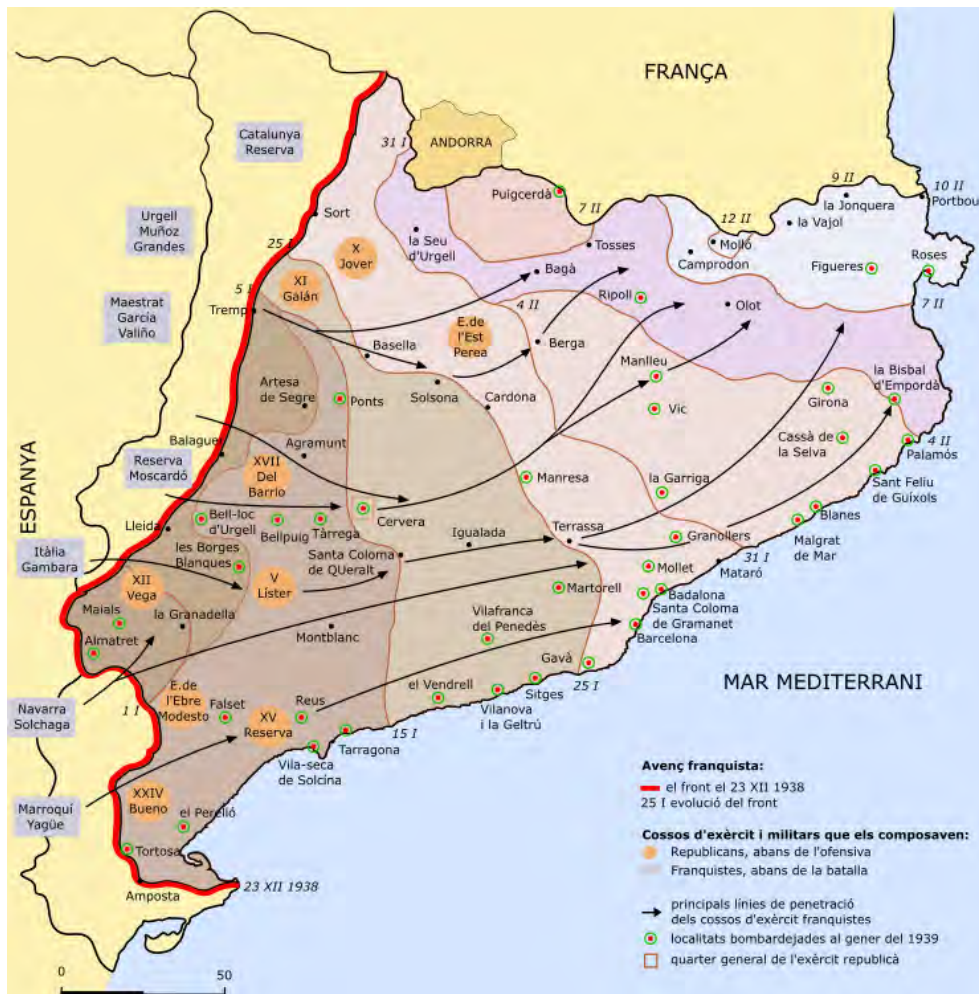 FRANÇA
Catalunya
Reserva
ANDORRA
31 I
Puigcerdà
9 II
10 II
la Jonquera
Portbou
Urgell
Muñoz
Grandes
Sort
7 II
12 II
la Vajol
X
Jover
la Seu
d'Urgell
Tosses
Molló
Camprodon
Figueres
Roses
25 I
XI
Galán
Bagà
Ripoll
Olot
7 II
5 I
Maestrat
García
Valiño
Tremp
4 II
E.de
l'Est
Perea
Berga
Basella
Manlleu
la Bisbal
d'Empordà
Artesa
de Segre
Ponts
Solsona
Cardona
Vic
Girona
Balaguer
Agramunt
Cassà de
la Selva
4 II
Palamós
ESPANYA
Reserva
Moscardó
XVII
Del
Barrio
Manresa
la Garriga
Sant Feliu
de Guíxols
Lleida
Bell-loc
d'Urgell
Bellpuig
Tàrrega
Cervera
Igualada
Terrassa
Granollers
Blanes
Malgrat
de Mar
Itàlia
Gambara
les Borges
Blanques
Santa Coloma
de QUeralt
31 I
Mataró
XII
Vega
V
Líster
Martorell
Mollet
Badalona
Santa Coloma
de Gramanet
Barcelona
Maials
la Granadella
Almatret
Montblanc
Vilafranca
del Penedès
Gavà
25 I
MAR MEDITERRANI
Navarra
Solchaga
1 I
E.de
l'Ebre
Modesto
Falset
XV
Reserva
Reus
el Vendrell
Sitges
Vilanova
i la Geltrú
15 I
Tarragona
Vila-seca
de Solcina
Marroquí
Yagüe
XXIV
Bueno
el Perelló
Tortosa
Amposta
23 XII 1938
Avenç franquista:
el front el 23 XII 1938
25 I evolució del front
Cossos d'exèrcit i militars que els composaven:
Republicans, abans de l'ofensiva
Franquistes, abans de la batalla
principals línies de penetració
dels cossos d'exèrcit franquistes
localitats bombardejades al gener del 1939
quarter general de l'exèrcit republicà
0 50